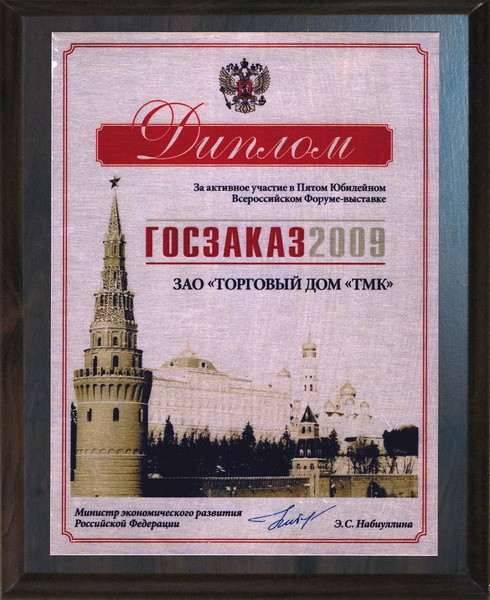 Диплом
За активное участие в Пятом Юбилейном
Всероссийском Форуме-выставке
ГОСЗАКАЗ2009
ЗАО «ТОРГОВЫЙ ДОМ «ТМК»
Министр экономического развития
Российской Федерации
Э.С. Набиуллина